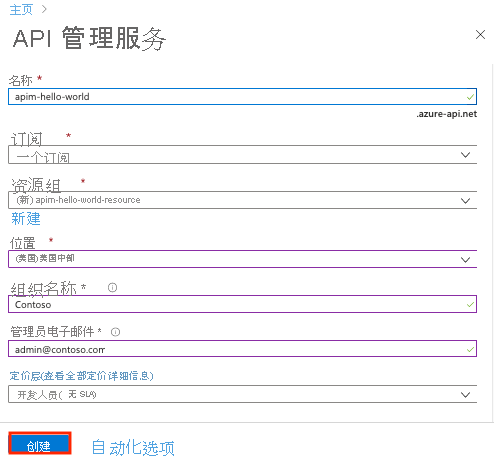 主页 >
API 管理服务
名称 *
apim-hello-world
.azure-api.net
订阅 *
一个订阅
资源组 *
(新) apim-hello-world-resource
新建
位置 *
(美国)美国中部
组织名称 *
Contoso
管理员电子邮件 *
admin@contoso.com
定价层(查看全部定价详细信息)
开发人员( 无 SLA)
创建 自动化选项